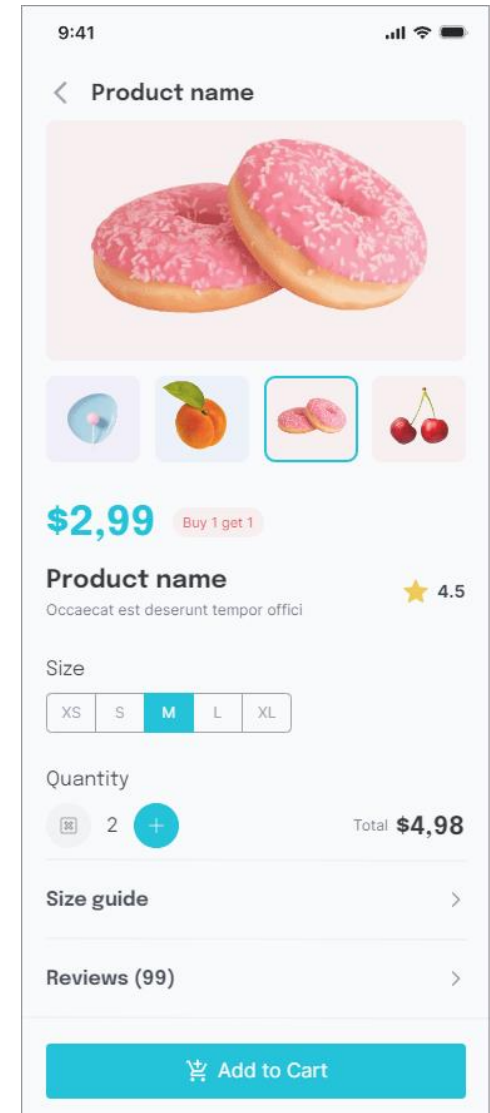 9:41
Product name
$2,99 Buy 1 get 1
Product name
4.5
Occaecat est deserunt tempor offici
Size
XS S M L XL
Quantity
2 Total $4,98
Size guide
Reviews (99)
Add to Cart